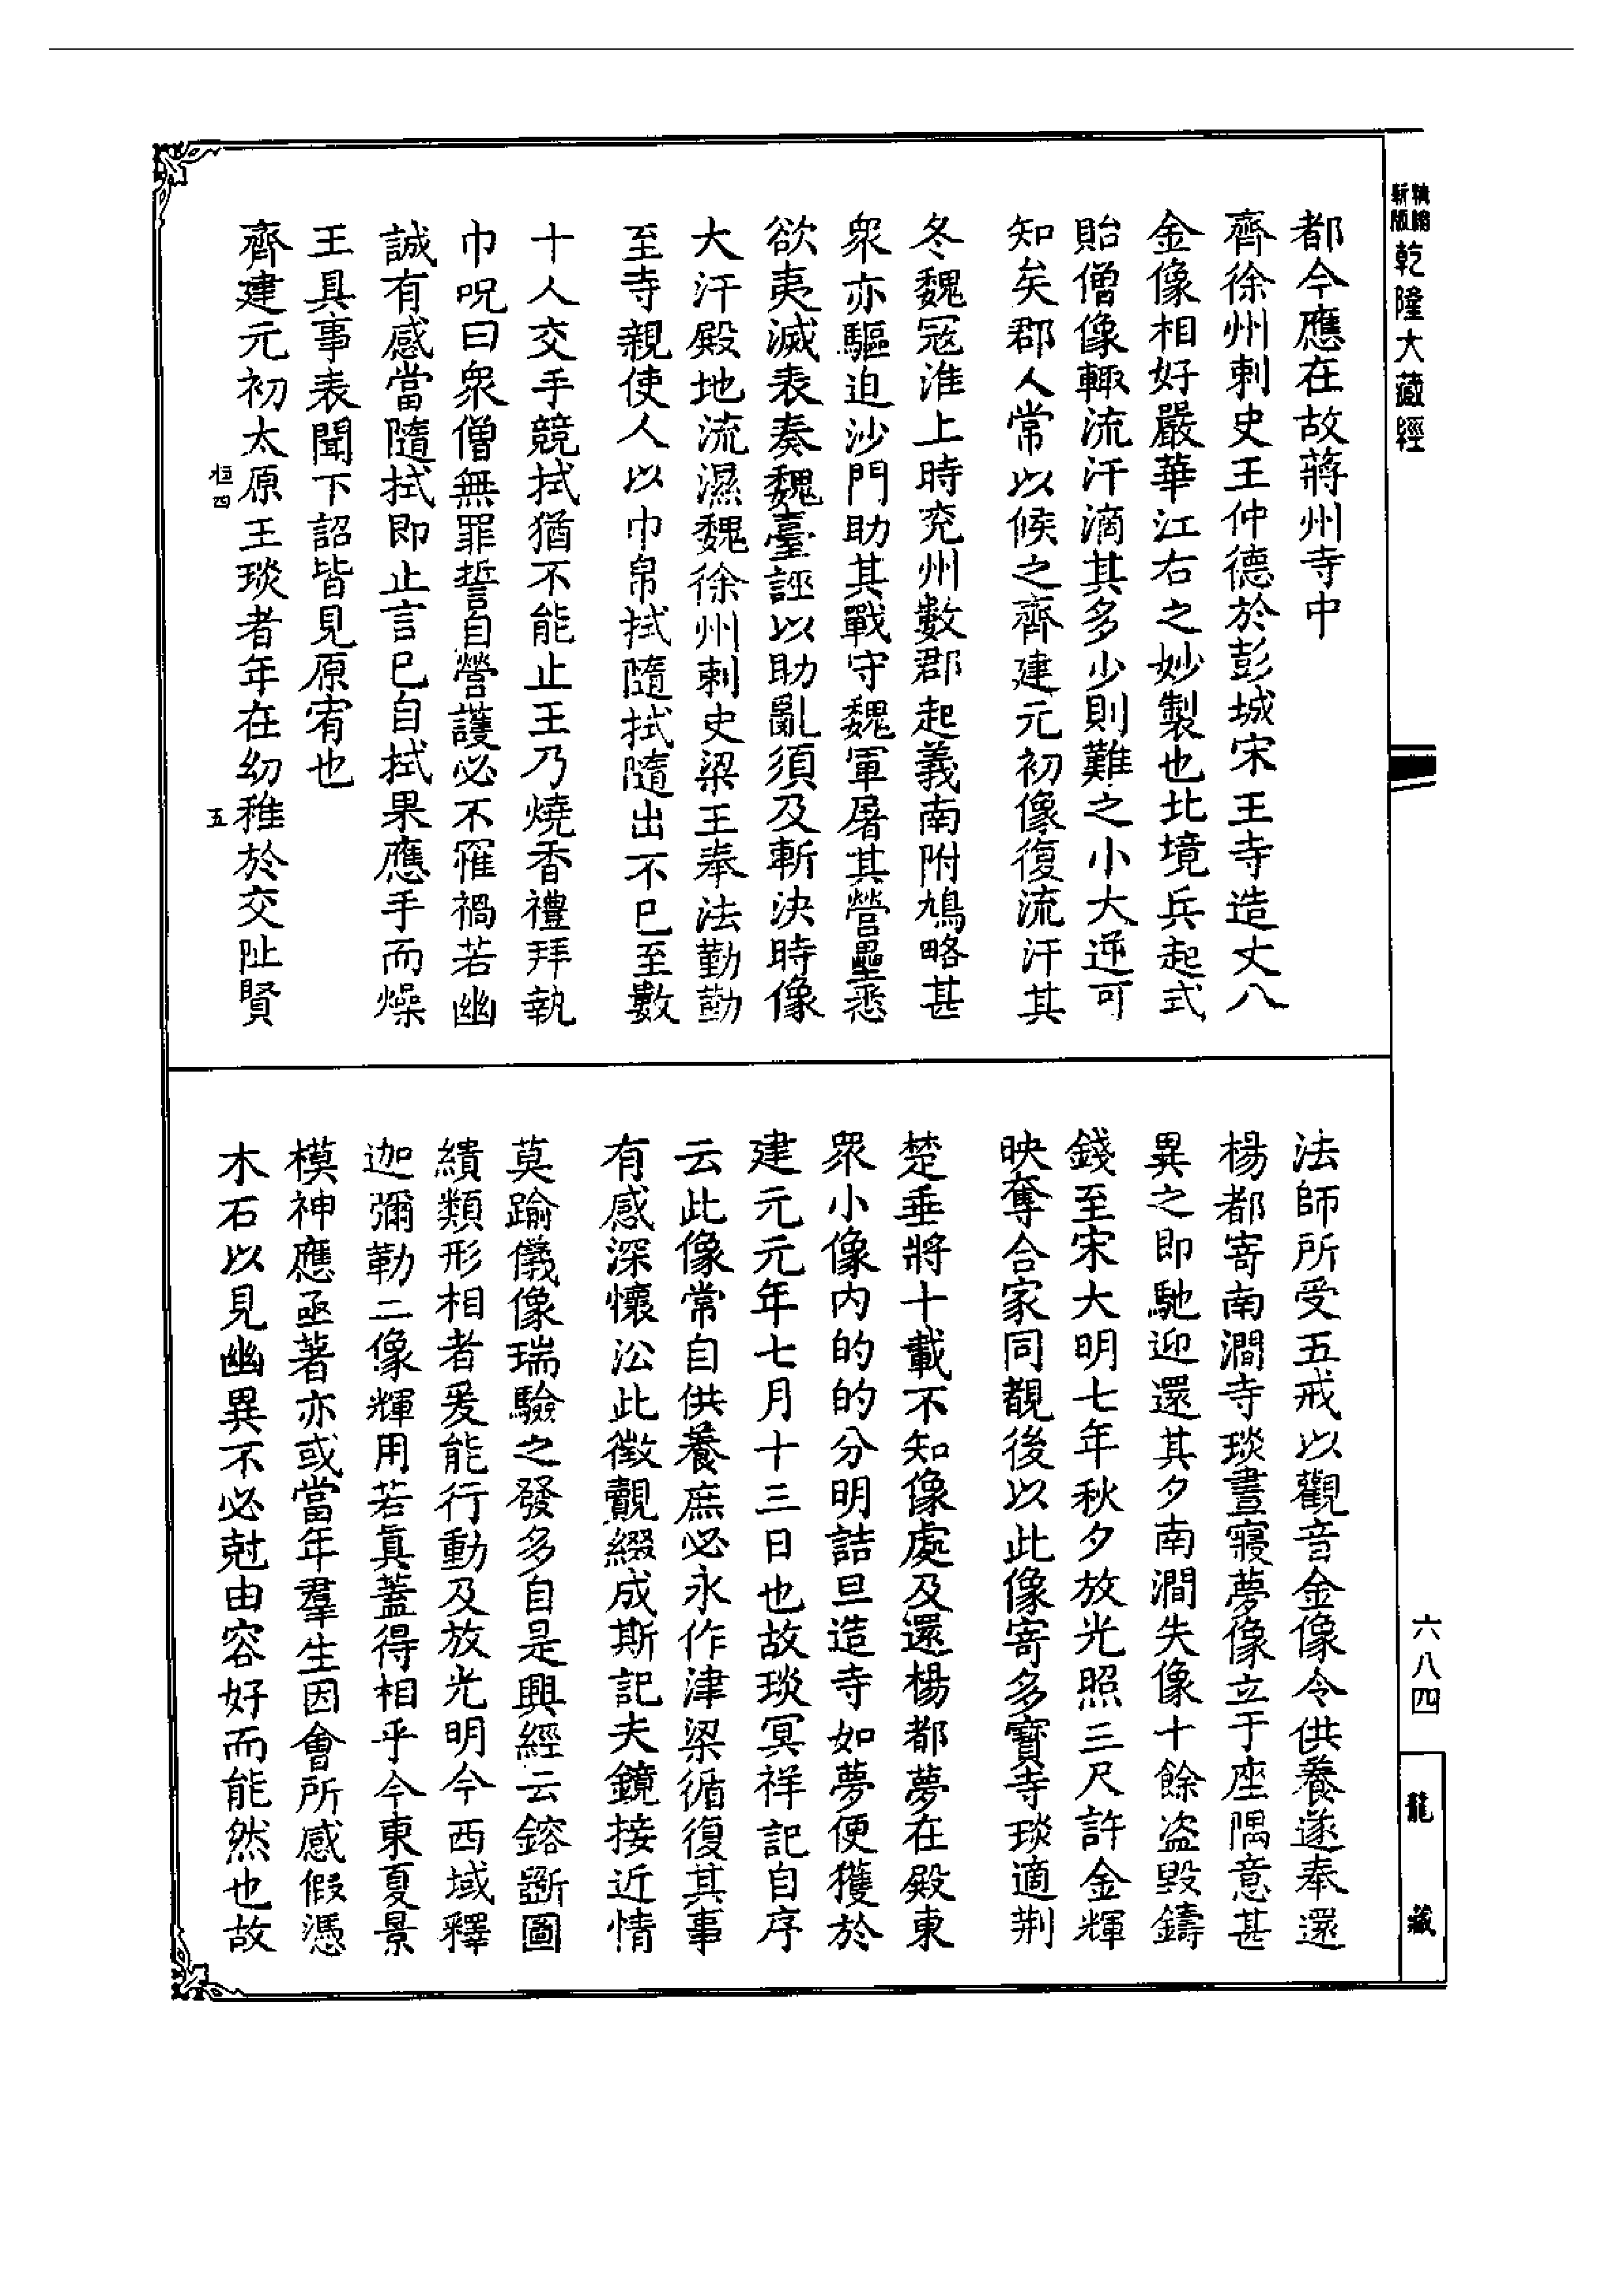 精縮新版
乾隆大藏經
都今應在故蔣州寺中
齊徐州刺史王仲德於彭城宋王寺造丈八
金像相好嚴華江右之妙製也北境兵起式
貽僧像輙流汗滴其多少則難之小大逆可
知矣郡人常以候之齊建元初像復流汗其
冬魏寇淮上時兖州數郡起義南附鳩略甚
衆亦驅迫沙門助其戰守魏軍屠其營壘悉
欲夷滅表奏魏臺誣以助亂須及斬決時像
大汗殿地流濕魏徐州刺史梁王奉法勤勤
至寺親使人以巾帛拭隨拭隨出不已至數
十人交手競拭猶不能止王乃燒香禮拜執
巾呪曰衆僧無罪誓自營護必不罹禍若幽
誠有感當隨拭即止言已自拭果應手而燥
王具事表聞下詔皆見原宥也
齊建元初太原王琰者年在幼稚於交阯賢
恒四
五
法師所受五戒以觀音金像令供養遂奉還
楊都寄南澗寺琰晝寢夢像立于座隅意甚
異之即馳迎還其夕南澗失像十餘盜毀鑄
錢至宋大明七年秋夕放光照三尺許金輝
映奪合家同覩後以此像寄多寶寺琰適荆
楚垂將十載不知像處及還楊都夢在殿東
眾小像内的的分明詰旦造寺如夢便獲於
建元元年七月十三日也故琰冥祥記自序
云此像常自供養庶必永作津梁循復其事
有感深懷沿此徵覿綴成斯記夫鏡接近情
莫踰儀像瑞驗之發多自是興經云鎔斵圖
繢類形相者爰能行動及放光明今西域釋
迦彌勒二像輝用若真蓋得相乎今東夏景
模神應亟著亦或當年羣生因會所感假憑
木石以見幽異不必尅由容好而能然也故
六八四
龍藏